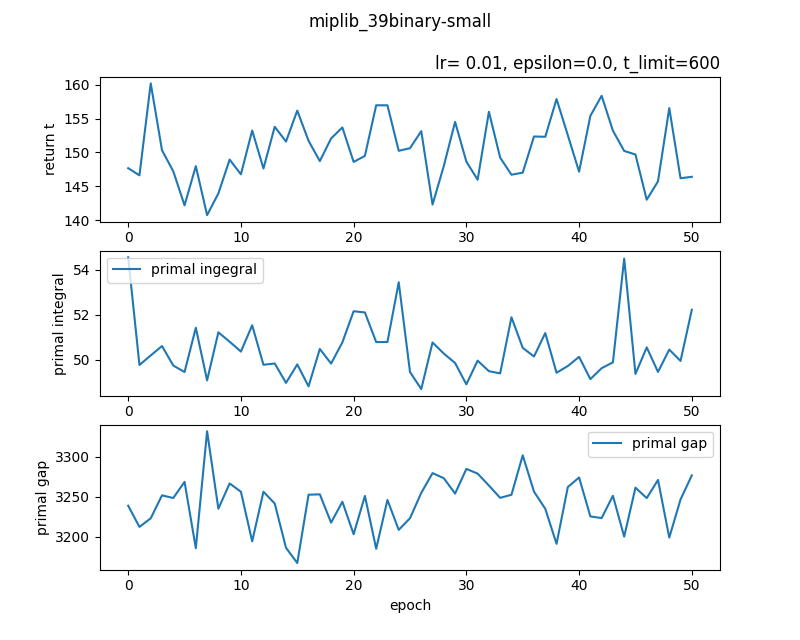 miplib_39binary-small
lr= 0.01, epsilon=0.0, t_limit=600
return t
160
155
150
145
140
0 10 20 30 40 50
primal integral
primal ingegral
54
52
50
0 10 20 30 40 50
primal gap
primal gap
3300
3250
3200
0 10 20 30 40 50
epoch